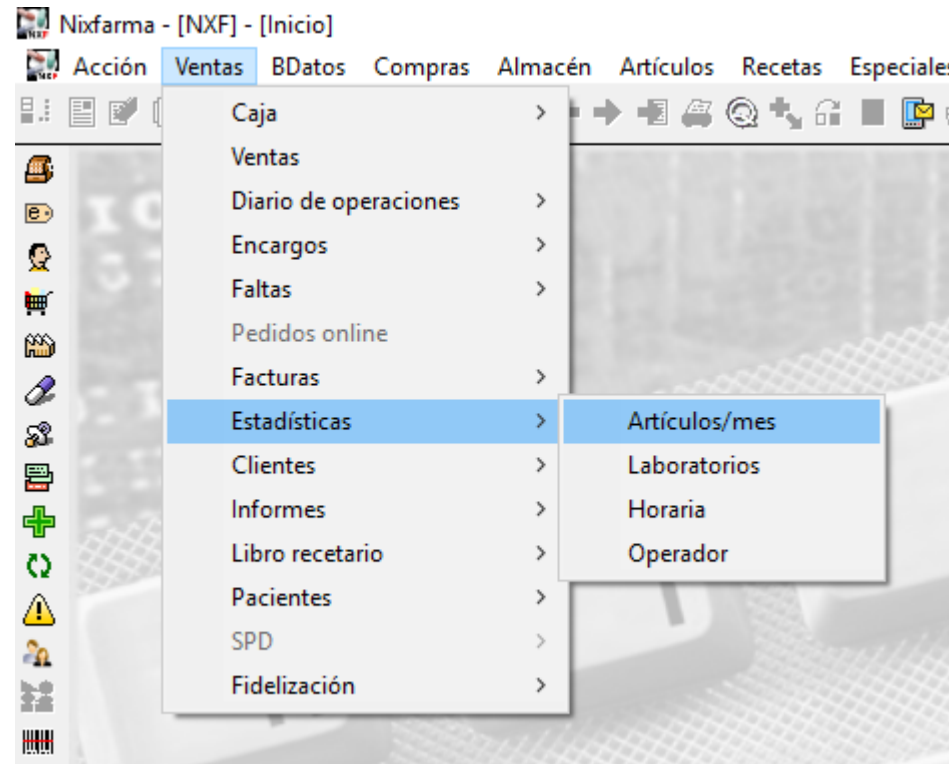 Nixfarma - [NXF] - [Inicio]
Acción Ventas BDatos Compras Almacén Artículos Recetas Especiales
Caja
Ventas
Diario de operaciones
Encargos
Faltas
Pedidos online
Facturas
Estadísticas
Artículos/mes
Clientes
Laboratorios
Informes
Horaria
Libro recetario
Operador
Pacientes
SPD
Fidelización